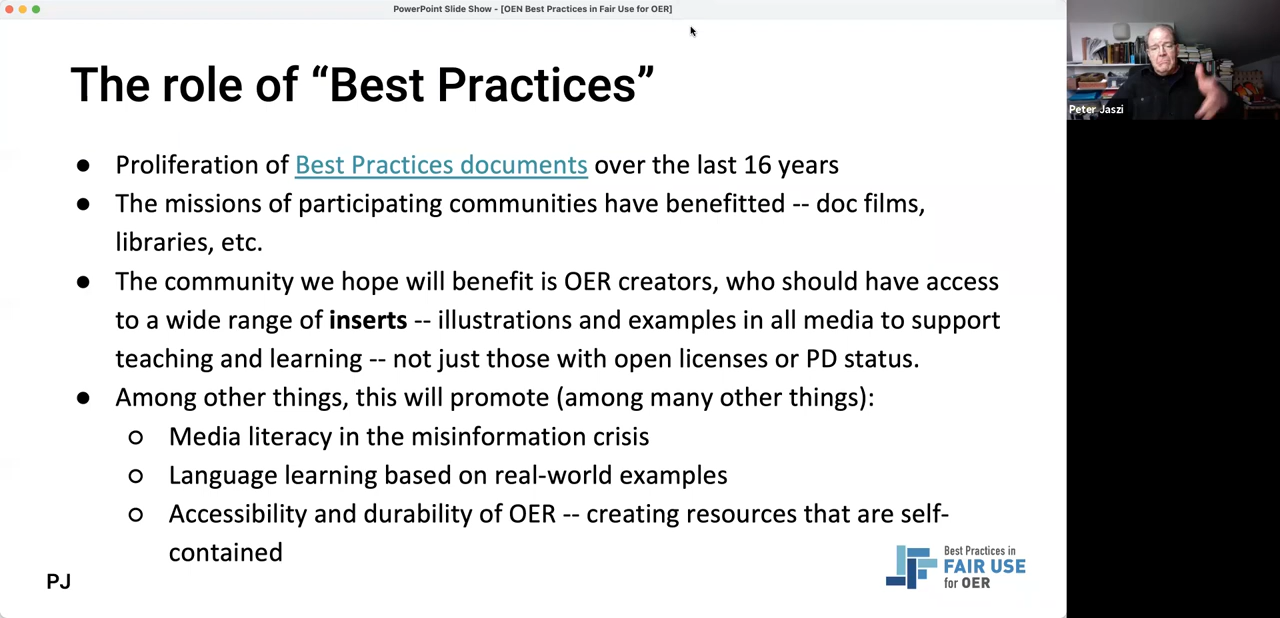 PowerPoint Slide Show - [OEN Best Practices in Fair Use for OER]
The role of “Best Practices”
● Proliferation of Best Practices documents over the last 16 years
● The missions of participating communities have benefitted -- doc films,
libraries, etc.
● The community we hope will benefit is OER creators, who should have access
to a wide range of inserts -- illustrations and examples in all media to support
teaching and learning -- not just those with open licenses or PD status.
● Among other things, this will promote (among many other things):
○ Media literacy in the misinformation crisis
○ Language learning based on real-world examples
○ Accessibility and durability of OER -- creating resources that are self-
contained
PJ
Best Practices in
FAIR USE
for OER
Peter Jaszi